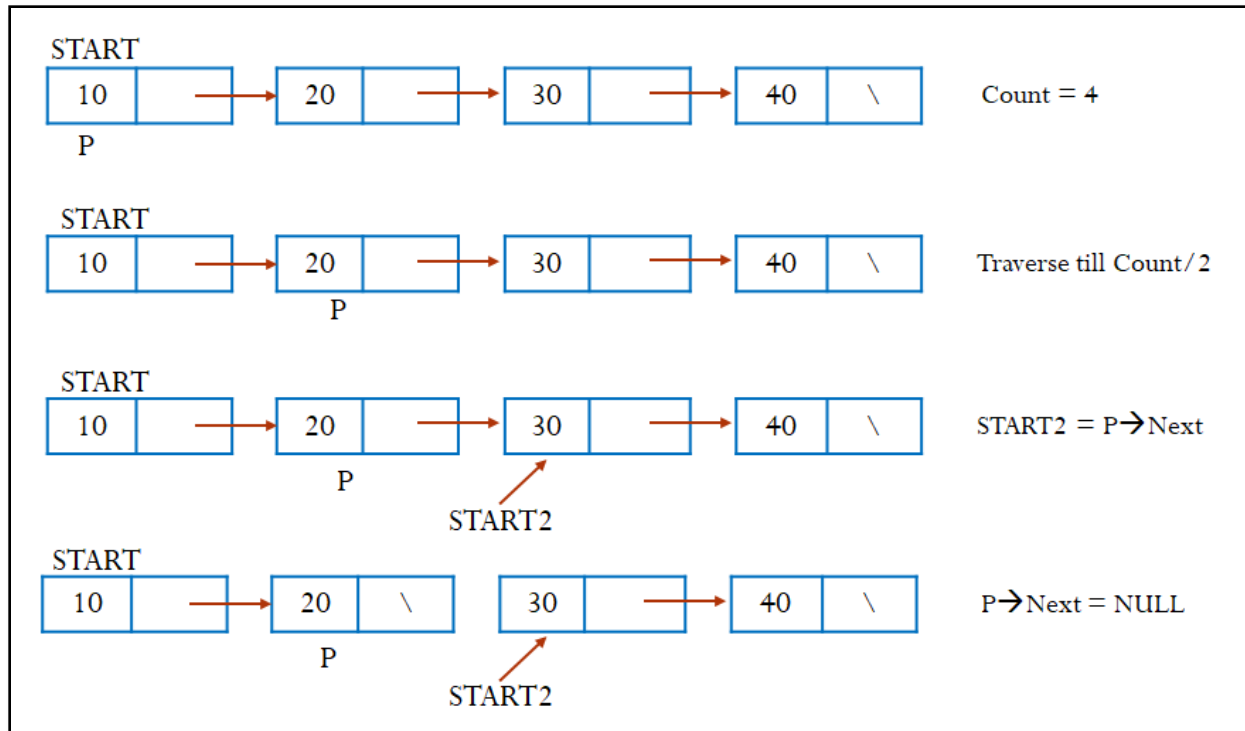 START
10 20 30 40 \ Count = 4
P
START
10 20 30 40 \ Traverse till Count/2
P
START
10 20 30 40 \ START2 = P→Next
P
START2
START
10 20 \ 30 40 \ P→Next = NULL
P
START2